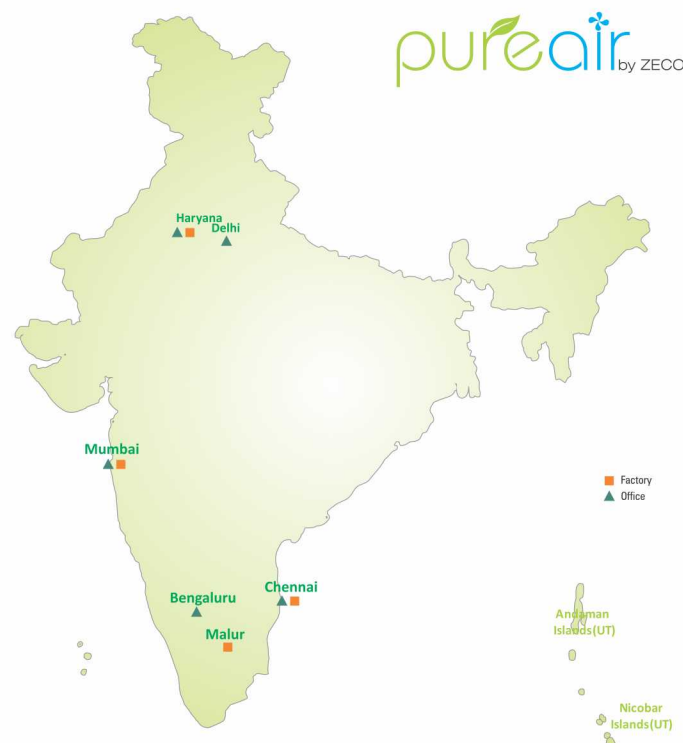 pureair by ZECO
Haryana
Delhi
Mumbai
Factory
Office
Chennai
Bengaluru
Malur
Andaman
Islands(UT)
Nicobar
Islands(UT)